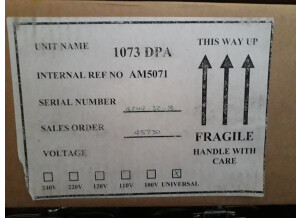 UNIT NAME 1073 DPA
THIS WAY UP
INTERNAL REF NO AM5071
SERIAL NUMBER
SALES ORDER 45730
FRAGILE
HANDLE WITH
CARE
VOLTAGE
240V 220V 120V 110V 100V UNIVERSAL